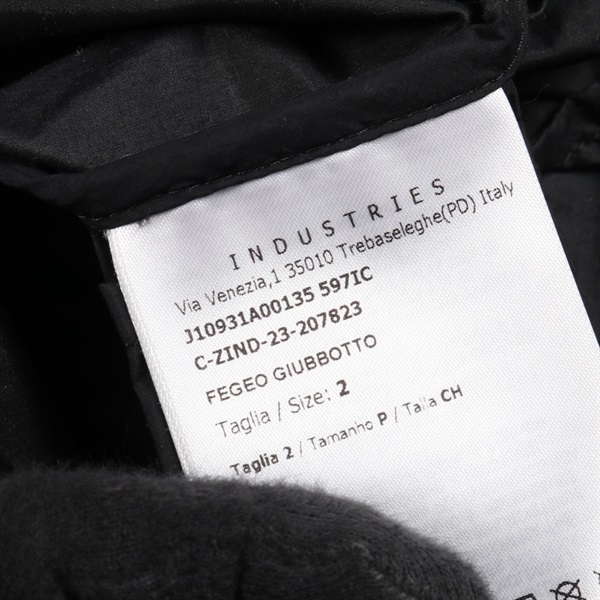 INDUSTRIES
Via Venezia,1 35010 Trebaseleghe(PD) Italy
J10931A00135 597IC
C-ZIND-23-207823
FEGEO GIUBBOTTO
Taglia / Size: 2
Taglia 2 / Tamanho P / Talla CH